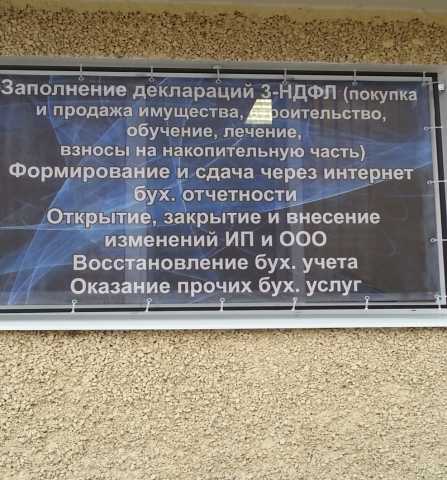 Заполнение деклараций 3-НДФЛ (покупка
и продажа имущества, строительство,
обучение, лечение,
взносы на накопительную часть)
Формирование и сдача через интернет
бух. отчетности
Открытие, закрытие и внесение
изменений ИП и ООО
Восстановление бух. учета
Оказание прочих бух. услуг